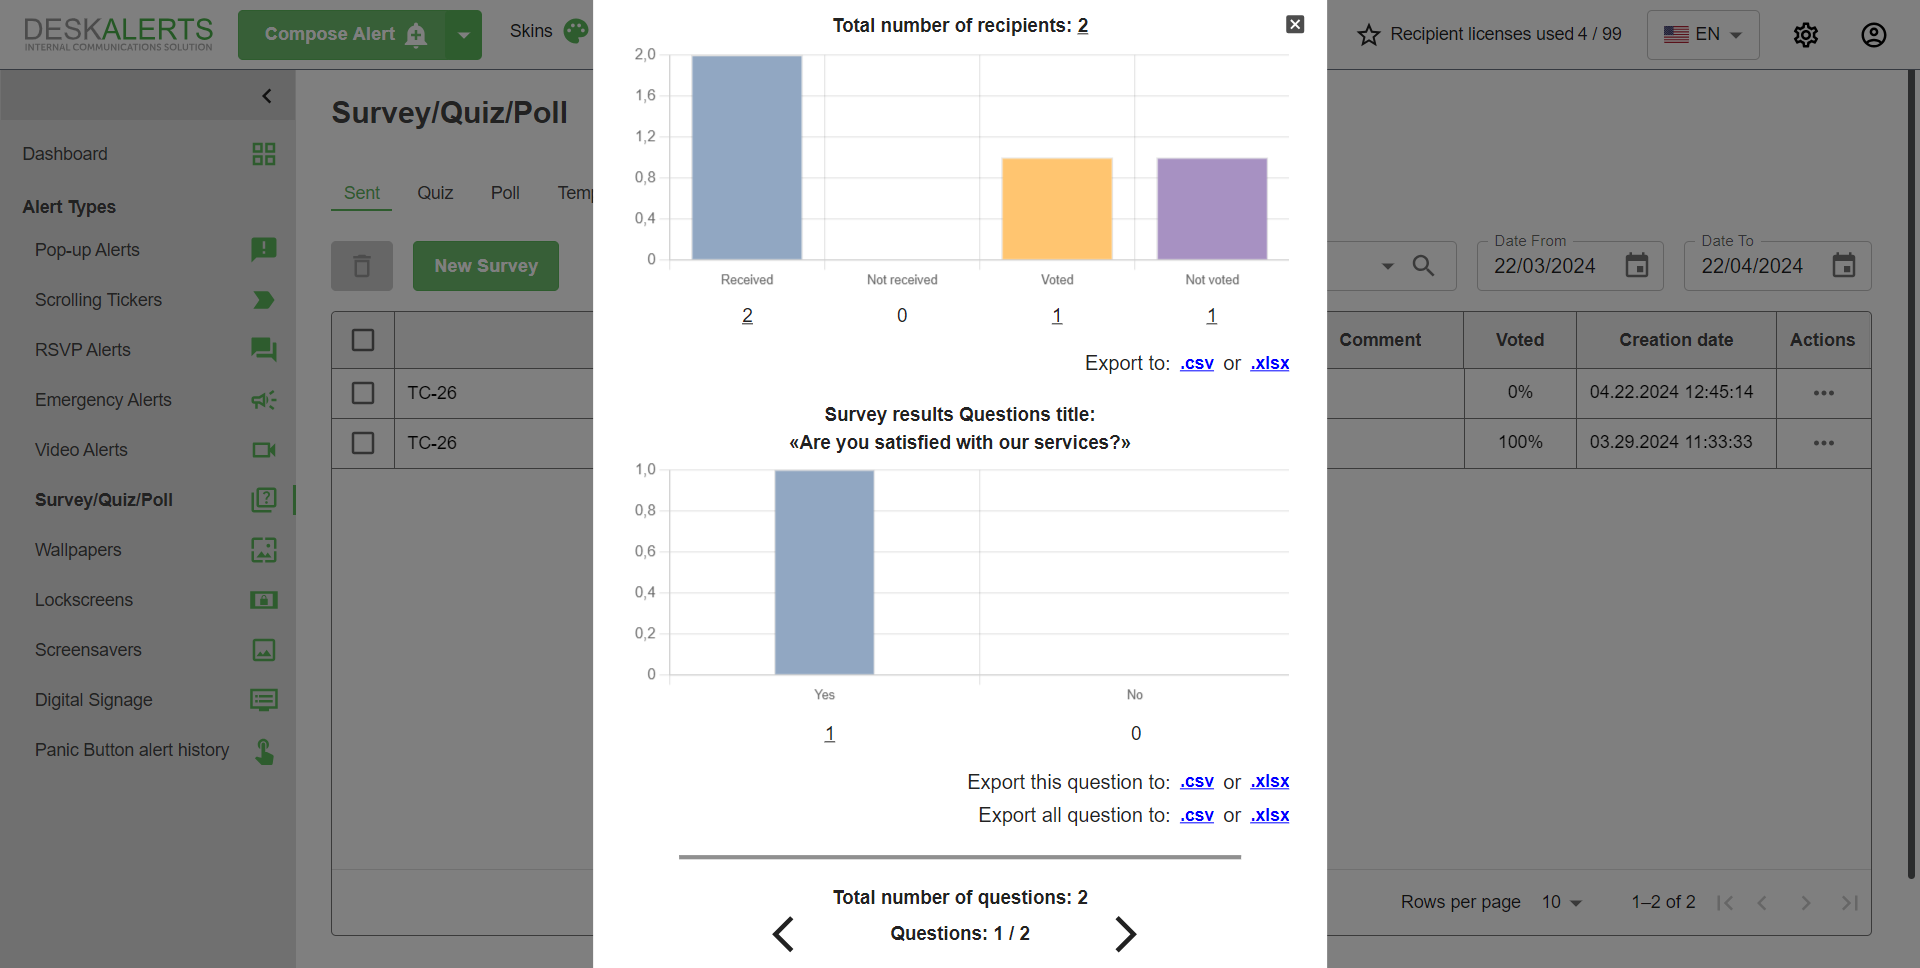 DESKALERTS
INTERNAL COMMUNICATIONS SOLUTION
Compose Alert
Skins
Recipient licenses used 4 / 99
EN
Dashboard
Alert Types
Pop-up Alerts
Scrolling Tickers
RSVP Alerts
Emergency Alerts
Video Alerts
Survey/Quiz/Poll
Wallpapers
Lockscreens
Screensavers
Digital Signage
Panic Button alert history
Survey/Quiz/Poll
Sent Quiz Poll Temp
New Survey
Date From
22/03/2024
Date To
22/04/2024
Comment Voted Creation date Actions
TC-26 0% 04.22.2024 12:45:14
TC-26 100% 03.29.2024 11:33:33
Rows per page 10 1–2 of 2
Total number of recipients: 2
2,0
1,6
1,2
0,8
0,4
0
Received Not received Voted Not voted
2 0 1 1
Export to: .csv or .xlsx
Survey results Questions title:
«Are you satisfied with our services?»
1,0
0,8
0,6
0,4
0,2
0
Yes No
1 0
Export this question to: .csv or .xlsx
Export all question to: .csv or .xlsx
Total number of questions: 2
Questions: 1 / 2